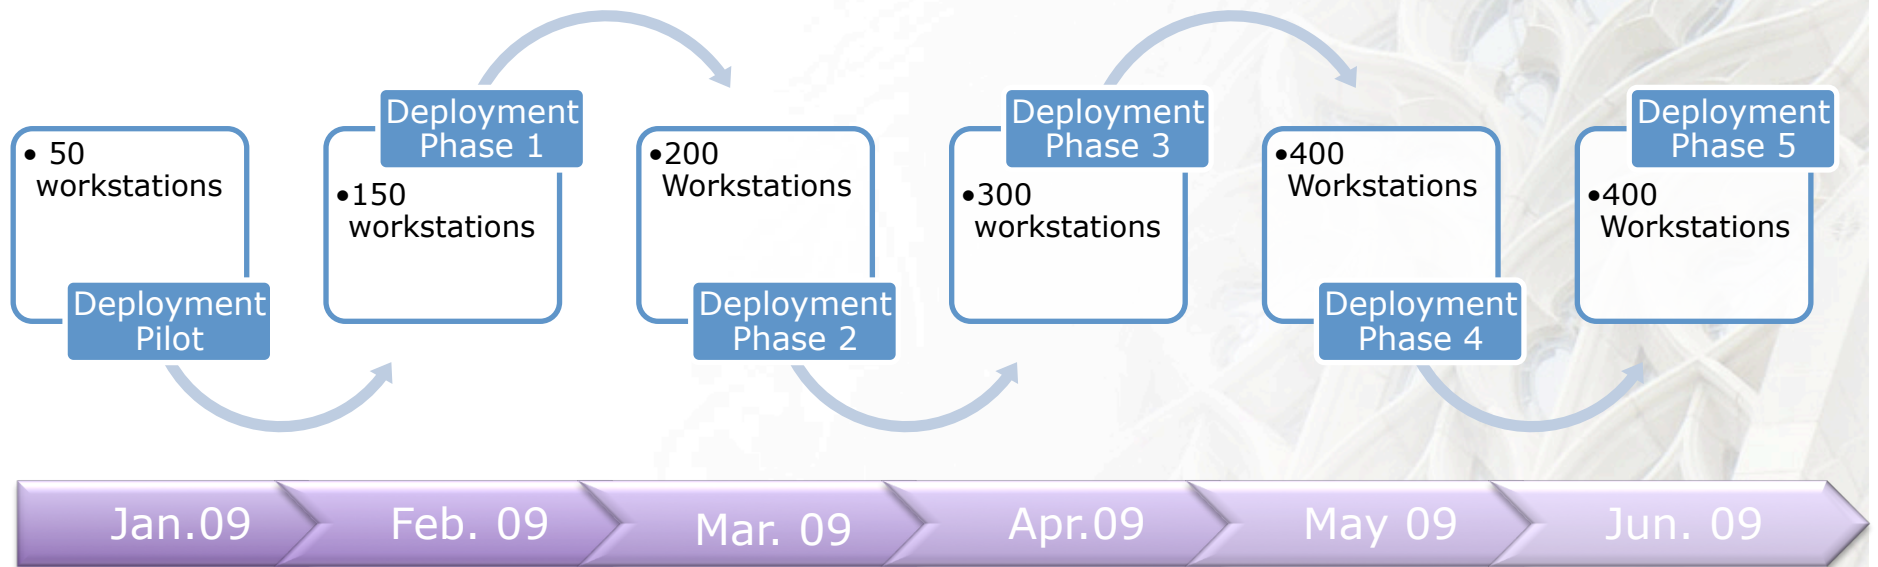 • 50
workstations
Deployment
Pilot
Deployment
Phase 1
•150
workstations
•200
Workstations
Deployment
Phase 2
Deployment
Phase 3
•300
workstations
•400
Workstations
Deployment
Phase 4
Deployment
Phase 5
•400
Workstations
Jan.09
Feb. 09
Mar. 09
Apr.09
May 09
Jun. 09